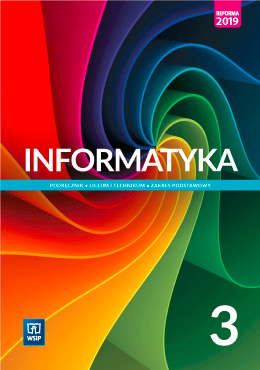 REFORMA
2019
INFORMATYKA
PODRĘCZNIK • LICEUM I TECHNIKUM • ZAKRES PODSTAWOWY
WSiP
3